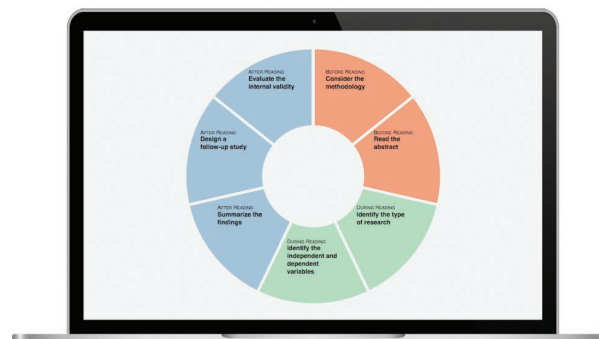 BEFORE READING
Consider the
methodology
BEFORE READING
Read the
abstract
DURING READING
Identify the type
of research
DURING READING
Identify the
independent and
dependent
variables
AFTER READING
Summarize the
findings
AFTER READING
Design a
follow-up study
AFTER READING
Evaluate the
internal validity